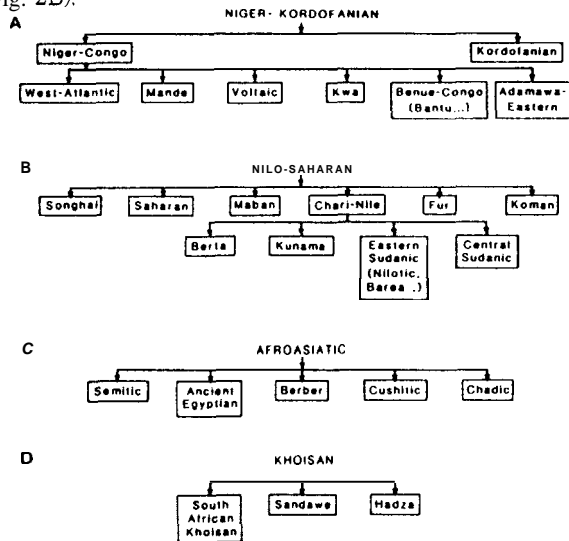 Fig. 2B).
A NIGER-KORDOFANIAN
Niger-Congo Kordofanian
West-Atlantic Mande Voltaic Kwa Benue-Congo (Bantu...) Adamawa-Eastern
B NILO-SAHARAN
Songhai Saharan Maban Chari-Nile Fur Koman
Berta Kunama Eastern Sudanic (Nilotic, Barea..) Central Sudanic
C AFROASIATIC
Semitic Ancient Egyptian Berber Cushitic Chadic
D KHOISAN
South African Khoisan Sandawe Hadza